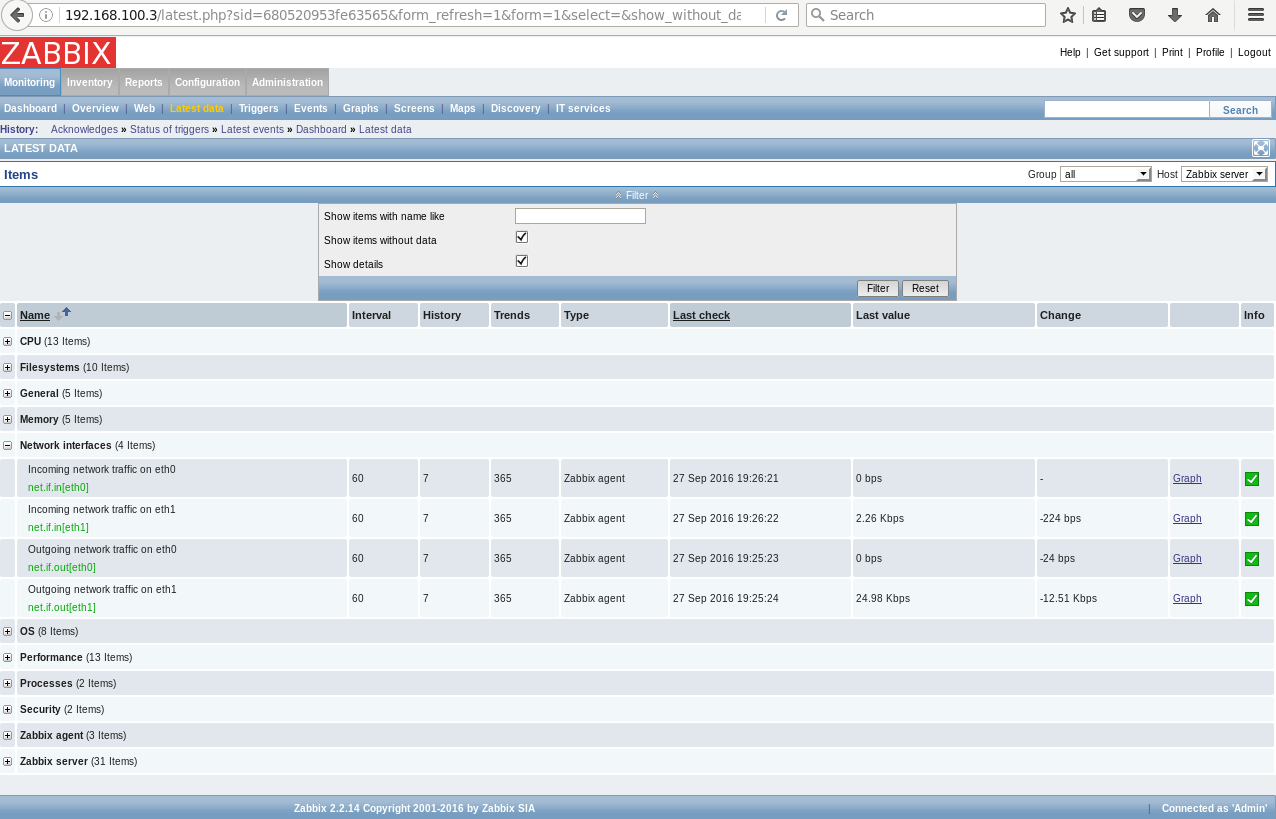 192.168.100.3/latest.php?sid=680520953fe63565&form_refresh=1&form=1&select=&show_without_da
Search
ZABBIX
Help | Get support | Print | Profile | Logout
Monitoring Inventory Reports Configuration Administration
Dashboard | Overview | Web | Latest data | Triggers | Events | Graphs | Screens | Maps | Discovery | IT services Search
History: Acknowledges » Status of triggers » Latest events » Dashboard » Latest data
LATEST DATA
Items Group all Host Zabbix server
Filter
Show items with name like
Show items without data
Show details
Filter Reset
Name Interval History Trends Type Last check Last value Change Info
CPU (13 Items)
Filesystems (10 Items)
General (5 Items)
Memory (5 Items)
Network interfaces (4 Items)
Incoming network traffic on eth0
net.if.in[eth0] 60 7 365 Zabbix agent 27 Sep 2016 19:26:21 0 bps - Graph
Incoming network traffic on eth1
net.if.in[eth1] 60 7 365 Zabbix agent 27 Sep 2016 19:26:22 2.26 Kbps -224 bps Graph
Outgoing network traffic on eth0
net.if.out[eth0] 60 7 365 Zabbix agent 27 Sep 2016 19:25:23 0 bps -24 bps Graph
Outgoing network traffic on eth1
net.if.out[eth1] 60 7 365 Zabbix agent 27 Sep 2016 19:25:24 24.98 Kbps -12.51 Kbps Graph
OS (8 Items)
Performance (13 Items)
Processes (2 Items)
Security (2 Items)
Zabbix agent (3 Items)
Zabbix server (31 Items)
Zabbix 2.2.14 Copyright 2001-2016 by Zabbix SIA | Connected as 'Admin'